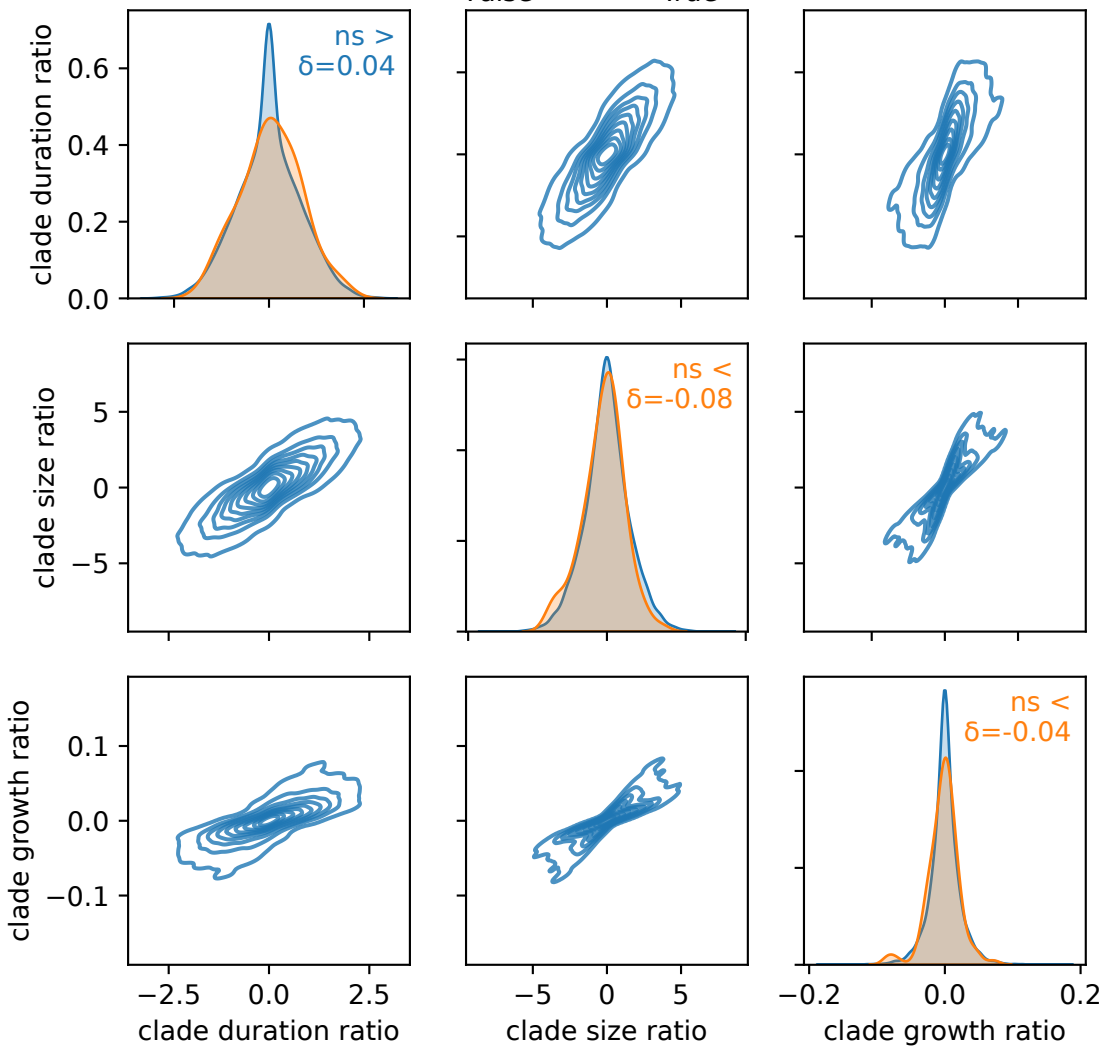 clade duration ratio
0.6
0.4
0.2
0.0
ns >
δ=0.04
clade size ratio
5
0
−5
ns <
δ=-0.08
clade growth ratio
0.1
0.0
−0.1
ns <
δ=-0.04
−2.5 0.0 2.5
clade duration ratio
−5 0 5
clade size ratio
−0.2 0.0 0.2
clade growth ratio